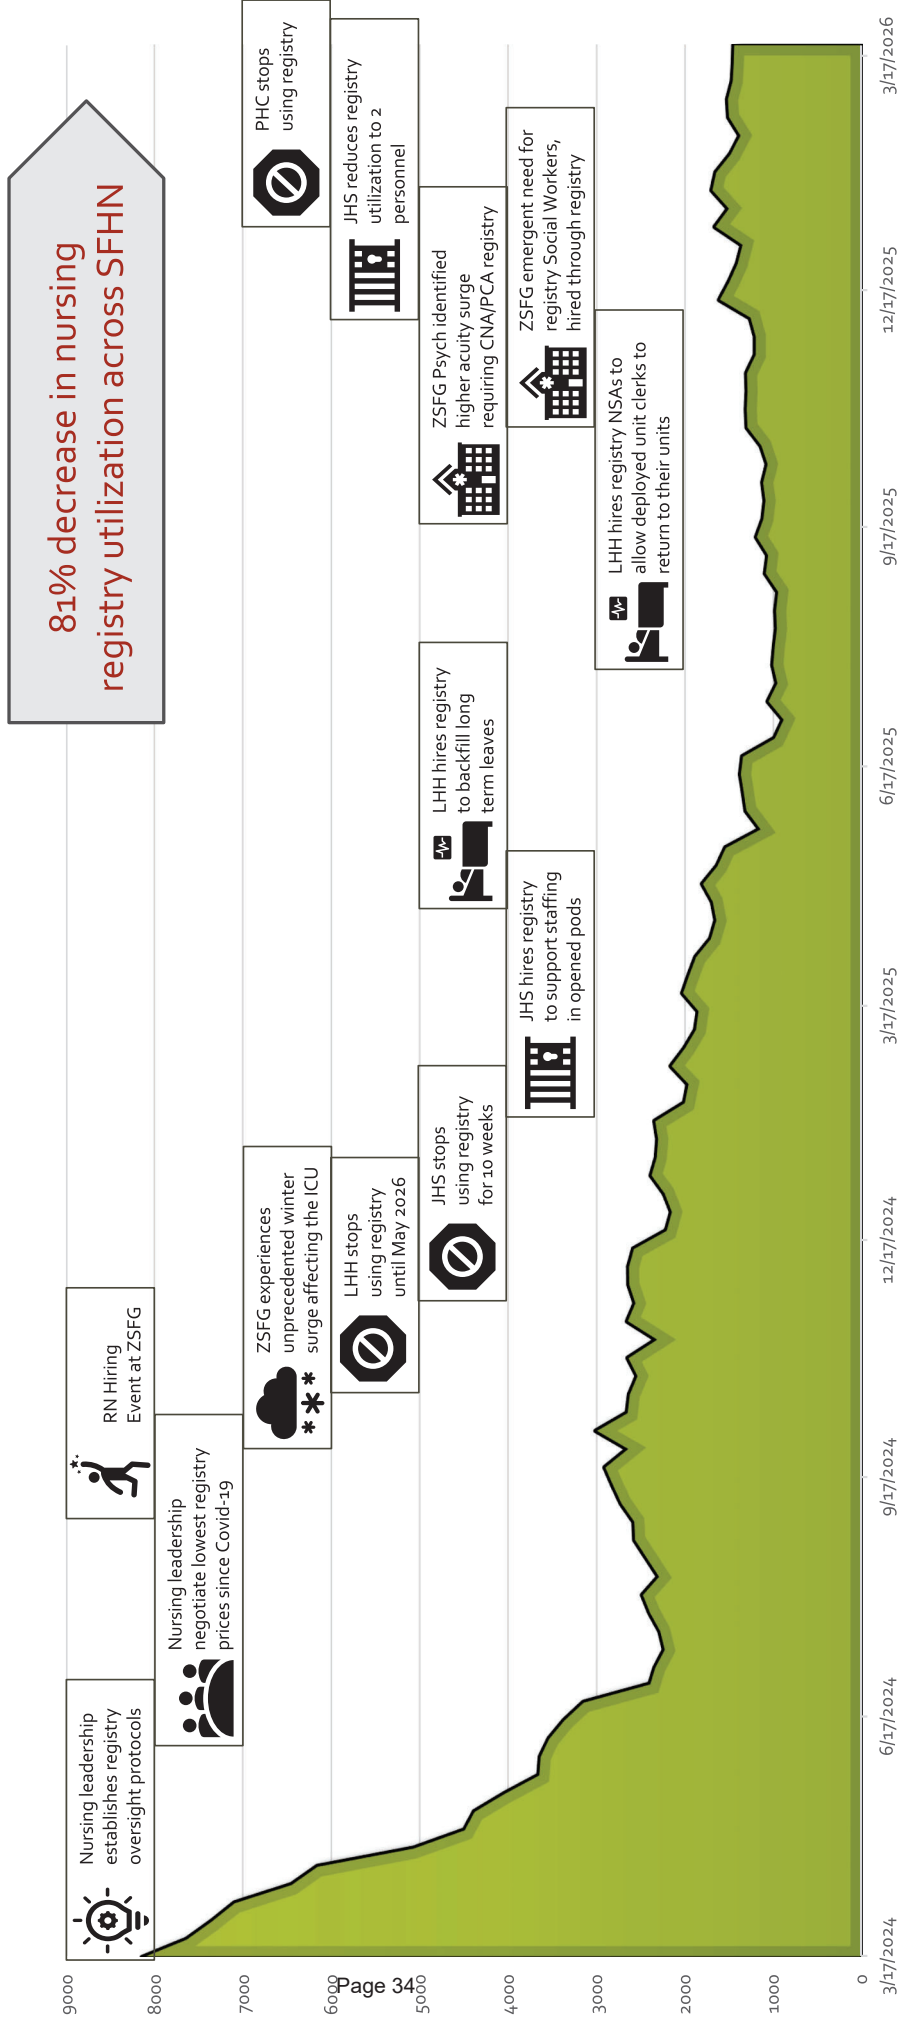 81% decrease in nursing
registry utilization across SFHN
Nursing leadership
establishes registry
oversight protocols
RN Hiring
Event at ZSFG
Nursing leadership
negotiate lowest registry
prices since Covid-19
ZSFG experiences
unprecedented winter
surge affecting the ICU
LHH stops
using registry
until May 2026
JHS stops
using registry
for 10 weeks
JHS hires registry
to support staffing
in opened pods
LHH hires registry
to backfill long
term leaves
LHH hires registry NSAs to
allow deployed unit clerks to
return to their units
ZSFG Psych identified
higher acuity surge
requiring CNA/PCA registry
ZSFG emergent need for
registry Social Workers,
hired through registry
JHS reduces registry
utilization to 2
personnel
PHC stops
using registry
9000
8000
7000
6000
5000
4000
3000
2000
1000
0
3/17/2024
6/17/2024
9/17/2024
12/17/2024
3/17/2025
6/17/2025
9/17/2025
12/17/2025
3/17/2026
Page 34